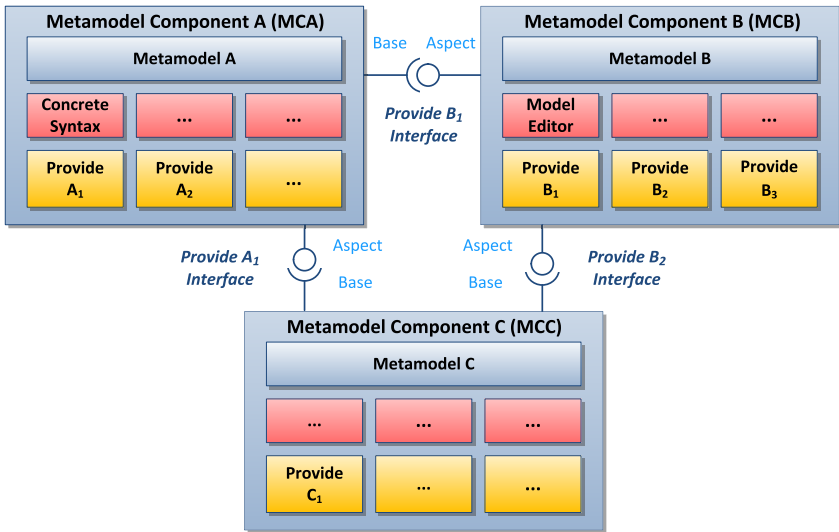 Metamodel Component A (MCA)
Metamodel A
Concrete
Syntax
...
...
Provide
A₁
Provide
A₂
...
Base
Aspect
Provide B₁
Interface
Metamodel Component B (MCB)
Metamodel B
Model
Editor
...
...
Provide
B₁
Provide
B₂
Provide
B₃
Provide A₁
Interface
Aspect
Base
Aspect
Base
Provide B₂
Interface
Metamodel Component C (MCC)
Metamodel C
...
...
...
Provide
C₁
...
...